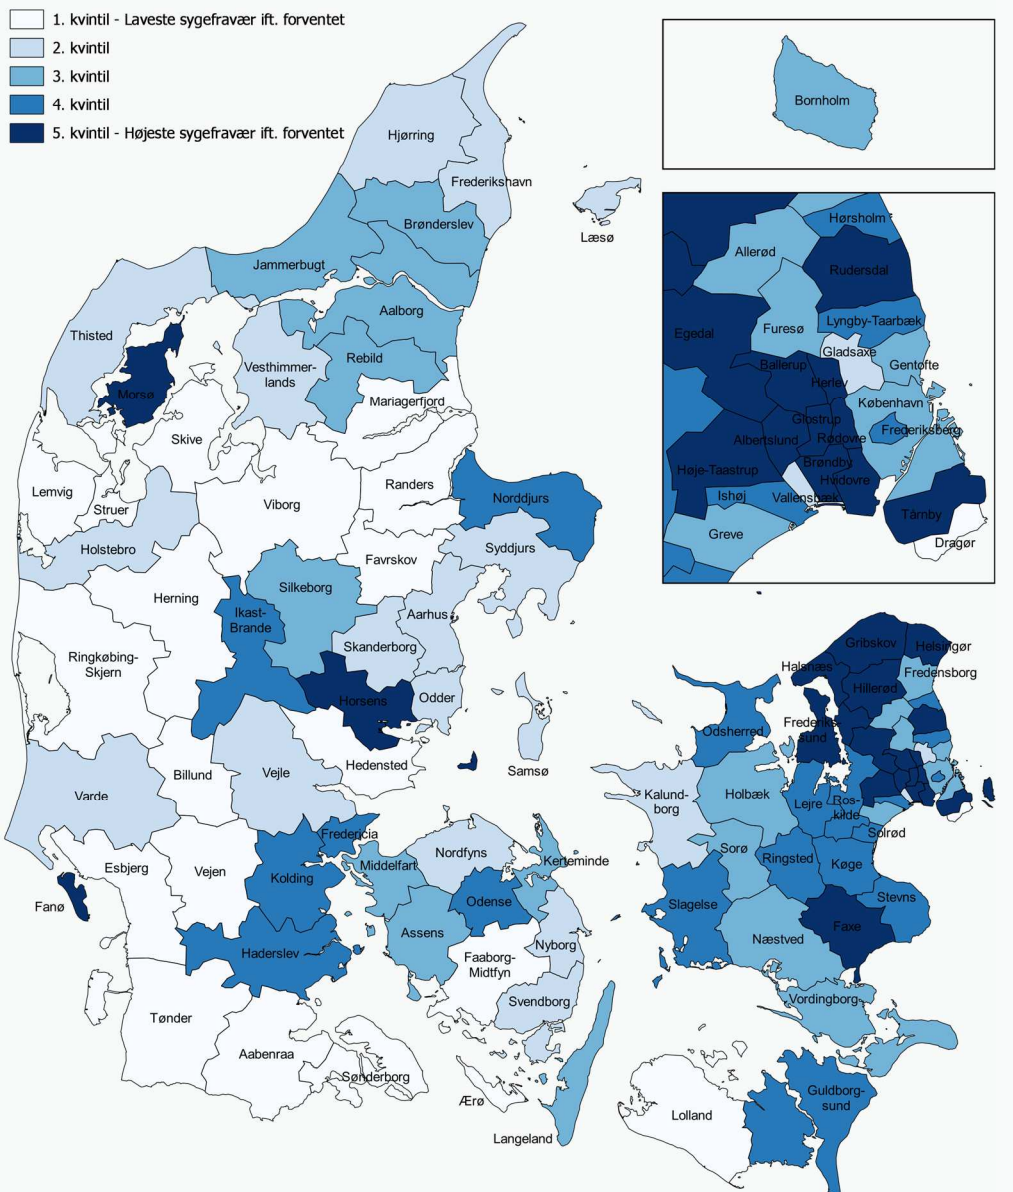 1. kvintil - Laveste sygefravær ift. forventet
2. kvintil
3. kvintil
4. kvintil
5. kvintil - Højeste sygefravær ift. forventet
Bornholm
Hjørring
Frederikshavn
Læsø
Brønderslev
Jammerbugt
Aalborg
Thisted
Rebild
Vesthimmer-
lands
Morsø
Mariagerfjord
Skive
Lemvig
Struer
Viborg
Randers
Norddjurs
Holstebro
Syddjurs
Favrskov
Herning
Silkeborg
Ikast-
Brande
Aarhus
Skanderborg
Ringkøbing-
Skjern
Horsens
Odder
Hedensted
Samsø
Billund
Vejle
Varde
Fredericia
Esbjerg
Vejen
Kolding
Middelfart
Nordfyns
Kerteminde
Fanø
Odense
Assens
Haderslev
Nyborg
Faaborg-
Midtfyn
Svendborg
Tønder
Aabenraa
Sønderborg
Ærø
Langeland
Hørsholm
Allerød
Rudersdal
Egedal
Furesø
Lyngby-Taarbæk
Gladsaxe
Ballerup
Gentofte
Herlev
København
Glostrup
Frederiksberg
Albertslund
Rødovre
Høje-Taastrup
Brøndby
Hvidovre
Ishøj
Vallensbæk
Tårnby
Greve
Dragør
Gribskov
Helsingør
Halsnæs
Fredensborg
Hillerød
Frederiks-
sund
Odsherred
Kalund-
borg
Holbæk
Lejre
Ros-
kilde
Solrød
Sorø
Ringsted
Køge
Slagelse
Stevns
Faxe
Næstved
Vordingborg
Guldborg-
sund
Lolland